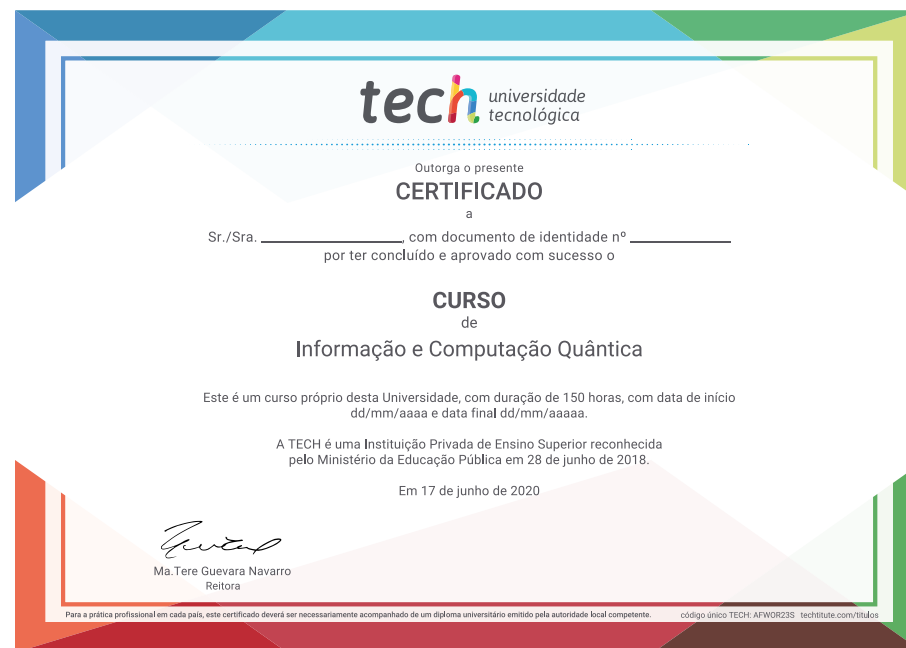 tech universidade
tecnológica
Outorga o presente
CERTIFICADO
a
Sr./Sra. ____________, com documento de identidade nº ____________
por ter concluído e aprovado com sucesso o
CURSO
de
Informação e Computação Quântica
Este é um curso próprio desta Universidade, com duração de 150 horas, com data de início
dd/mm/aaaa e data final dd/mm/aaaaa.
A TECH é uma Instituição Privada de Ensino Superior reconhecida
pelo Ministério da Educação Pública em 28 de junho de 2018.
Em 17 de junho de 2020
Ma.Tere Guevara Navarro
Reitora
Para a prática profissional em cada país, este certificado deverá ser necessariamente acompanhado de um diploma universitário emitido pela autoridade local competente. código único TECH: AFWOR23S techtitute.com/titulos